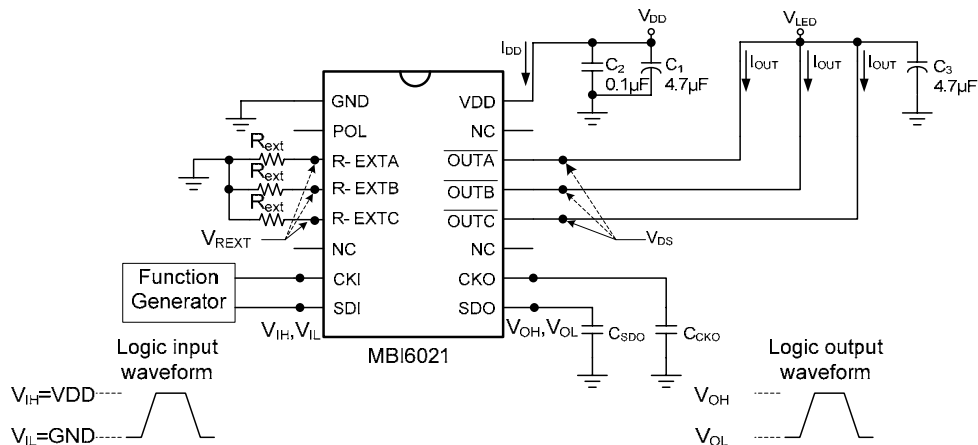 VDD
VLED
IDD
C2
0.1µF
C1
4.7µF
IOUT
IOUT
IOUT
C3
4.7µF
GND
VDD
POL
NC
Rext
R-EXTA
OUTA
Rext
R-EXTB
OUTB
Rext
R-EXTC
OUTC
VREXT
VDS
NC
NC
Function
Generator
CKI
CKO
SDI
SDO
VIH,VIL
VOH,VOL
CSDO
CCKO
MBI6021
Logic input
waveform
Logic output
waveform
VIH=VDD
VOH
VIL=GND
VOL